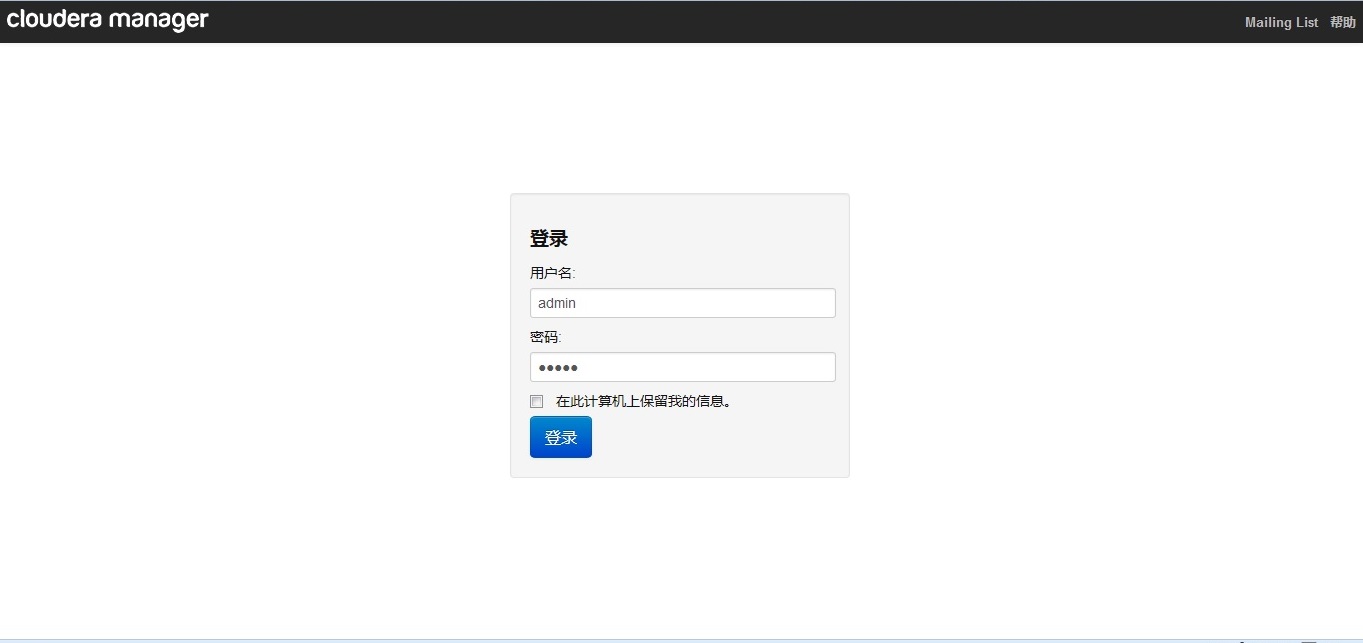 cloudera manager
Mailing List 帮助
登录
用户名:
admin
密码:
•••••
在此计算机上保留我的信息。
登录